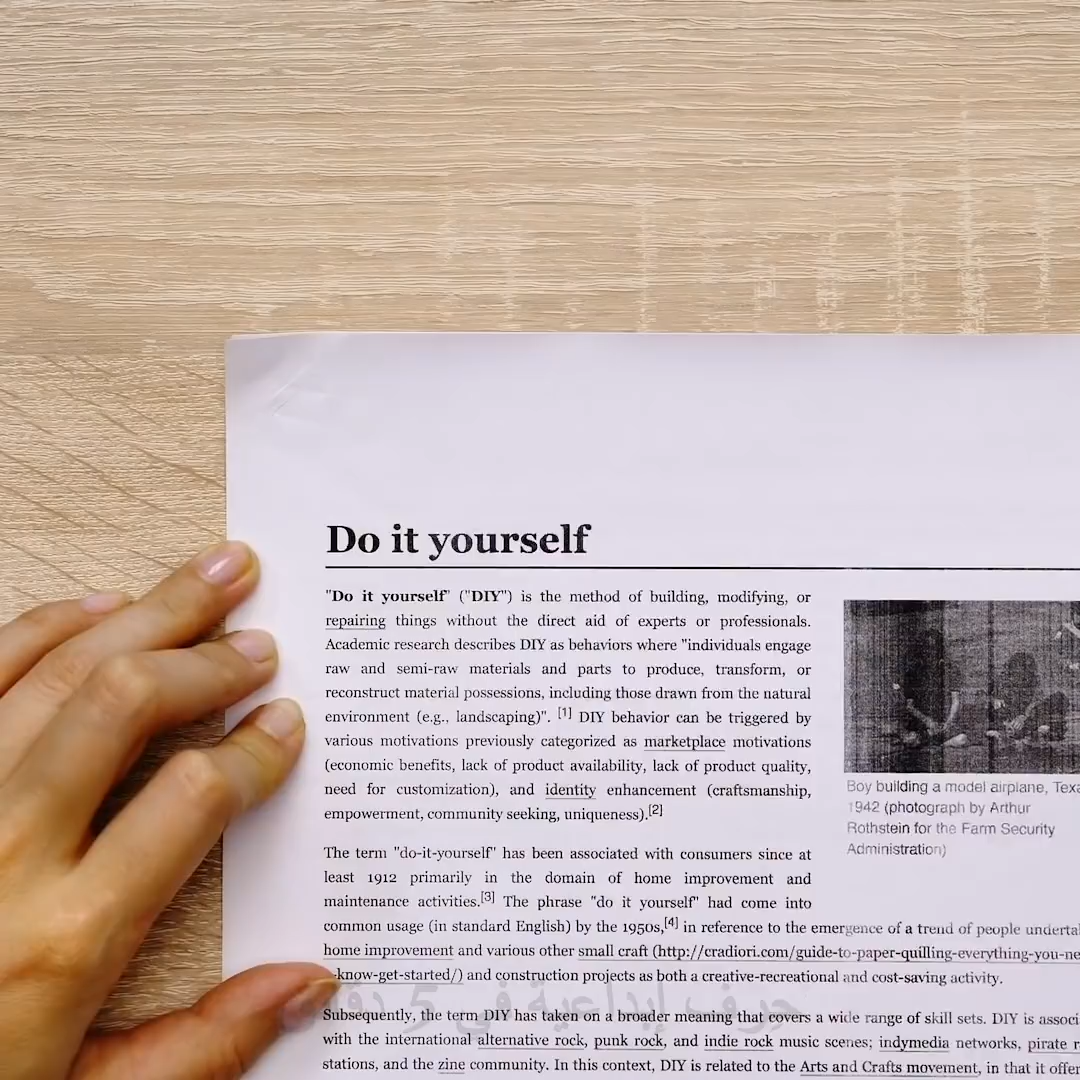 Do it yourself
"Do it yourself" ("DIY") is the method of building, modifying, or
repairing things without the direct aid of experts or professionals.
Academic research describes DIY as behaviors where "individuals engage
raw and semi-raw materials and parts to produce, transform, or
reconstruct material possessions, including those drawn from the natural
environment (e.g., landscaping)". [1] DIY behavior can be triggered by
various motivations previously categorized as marketplace motivations
(economic benefits, lack of product availability, lack of product quality,
need for customization), and identity enhancement (craftsmanship,
empowerment, community seeking, uniqueness).[2]
Boy building a model airplane, Texa
1942 (photograph by Arthur
Rothstein for the Farm Security
Administration)
The term "do-it-yourself" has been associated with consumers since at
least 1912 primarily in the domain of home improvement and
maintenance activities.[3] The phrase "do it yourself" had come into
common usage (in standard English) by the 1950s,[4] in reference to the emergence of a trend of people undertak
home improvement and various other small craft (http://cradiori.com/guide-to-paper-quilling-everything-you-ne
-know-get-started/) and construction projects as both a creative-recreational and cost-saving activity.
حرف إبداعية في 5 دقائق
Subsequently, the term DIY has taken on a broader meaning that covers a wide range of skill sets. DIY is associ
with the international alternative rock, punk rock, and indie rock music scenes; indymedia networks, pirate r
stations, and the zine community. In this context, DIY is related to the Arts and Crafts movement, in that it offer